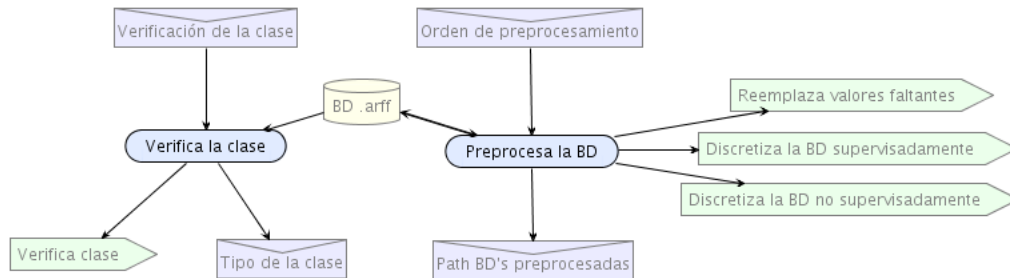 Verificación de la clase
Orden de preprocesamiento
Reemplaza valores faltantes
BD .arff
Verifica la clase
Preprocesa la BD
Discretiza la BD supervisadamente
Discretiza la BD no supervisadamente
Verifica clase
Tipo de la clase
Path BD's preprocesadas